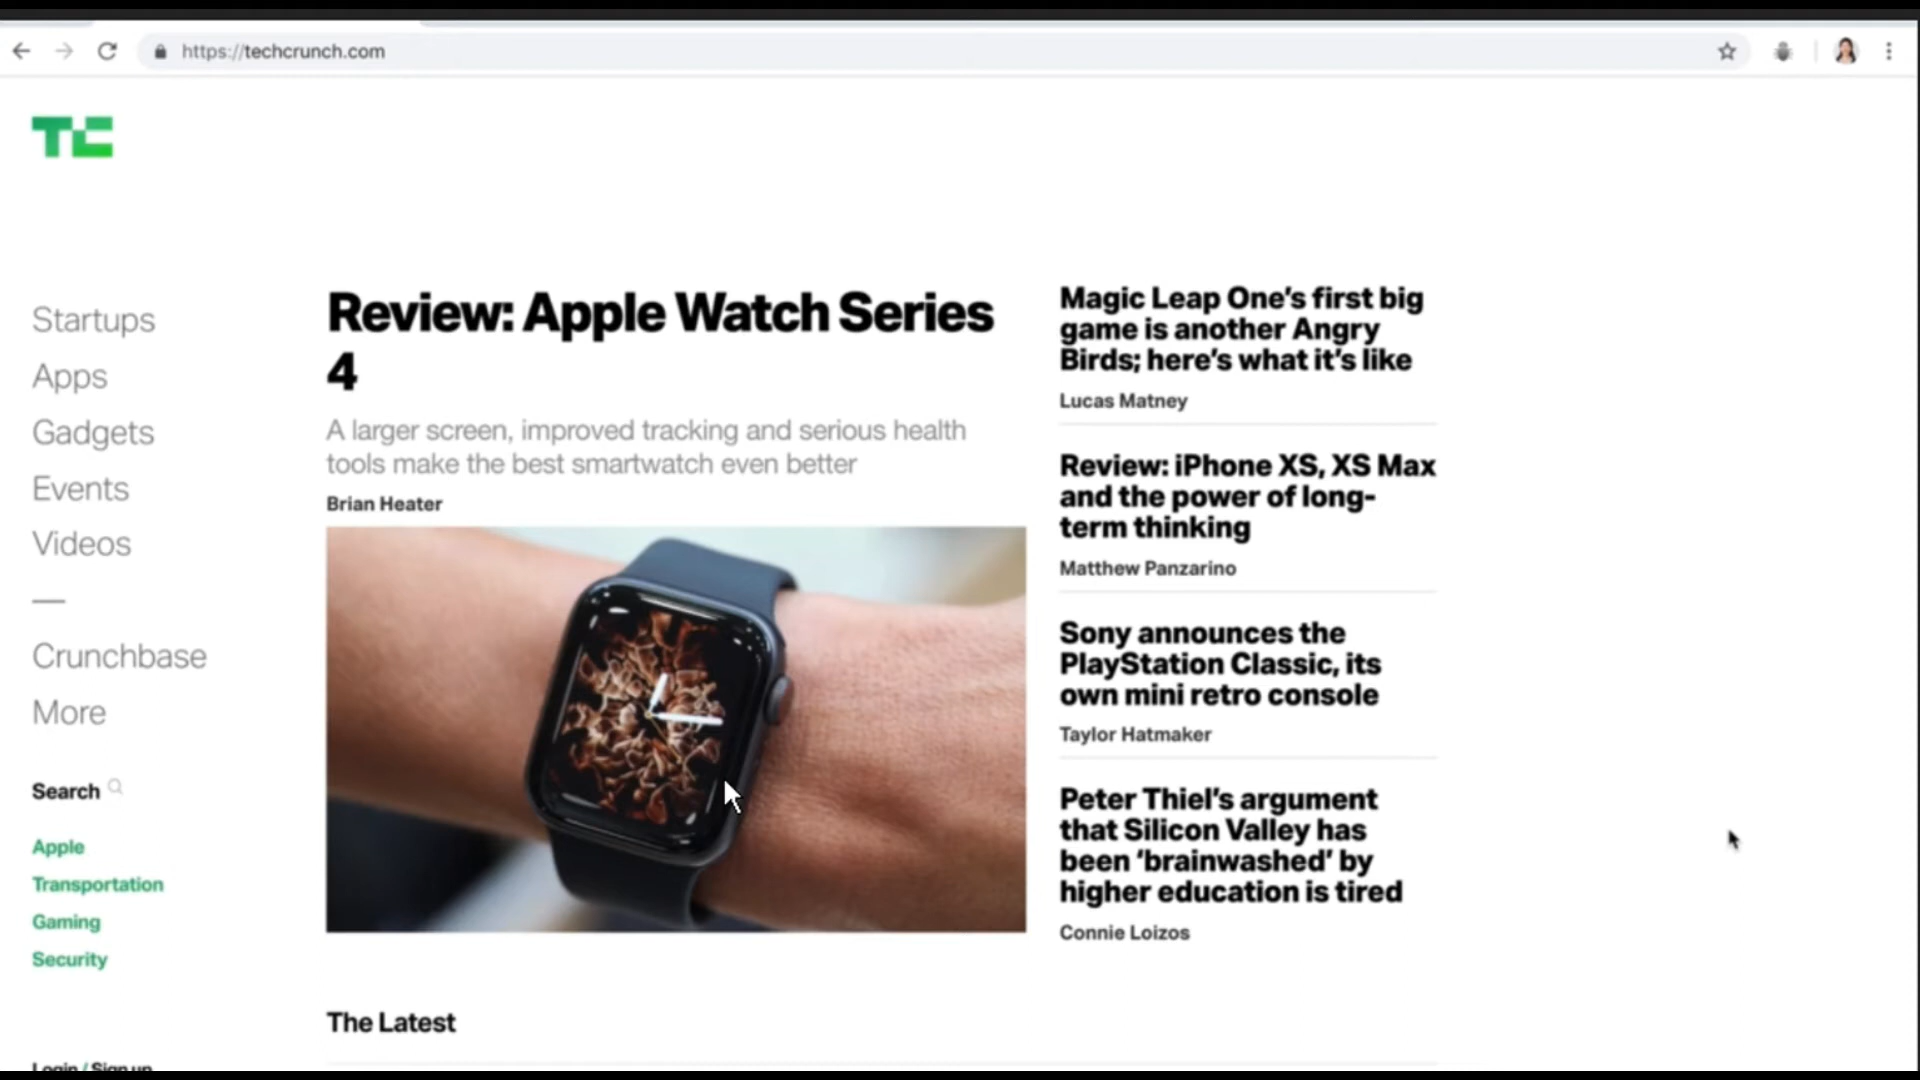 https://techcrunch.com
TC
Startups
Apps
Gadgets
Events
Videos
Crunchbase
More
Search
Apple
Transportation
Gaming
Security
Login / Sign up
Review: Apple Watch Series
4
A larger screen, improved tracking and serious health
tools make the best smartwatch even better
Brian Heater
The Latest
Magic Leap One’s first big
game is another Angry
Birds; here’s what it’s like
Lucas Matney
Review: iPhone XS, XS Max
and the power of long-
term thinking
Matthew Panzarino
Sony announces the
PlayStation Classic, its
own mini retro console
Taylor Hatmaker
Peter Thiel’s argument
that Silicon Valley has
been ‘brainwashed’ by
higher education is tired
Connie Loizos